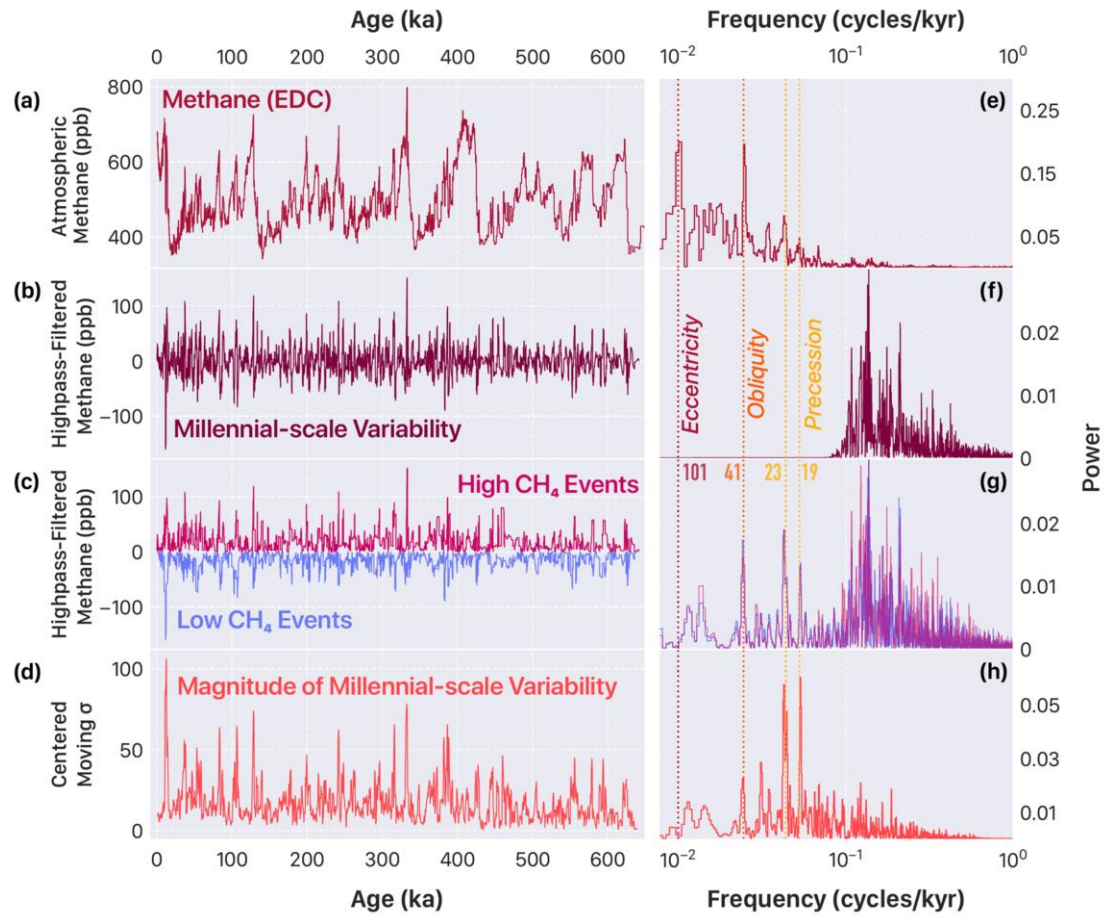 Age (ka)
Frequency (cycles/kyr)
0 100 200 300 400 500 600
10⁻² 10⁻¹ 10⁰
(a)
Atmospheric
Methane (ppb)
800
600
400
Methane (EDC)
(e)
0.25
0.15
0.05
(b)
Highpass-Filtered
Methane (ppb)
100
0
−100
Millennial-scale Variability
(f)
Eccentricity
Obliquity
Precession
0.02
0.01
0
Power
(c)
Highpass-Filtered
Methane (ppb)
100
0
−100
High CH₄ Events
Low CH₄ Events
101 41 23 19
(g)
0.02
0.01
0
(d)
Centered
Moving σ
100
50
0
Magnitude of Millennial-scale Variability
(h)
0.05
0.03
0.01
0 100 200 300 400 500 600
10⁻² 10⁻¹ 10⁰
Age (ka)
Frequency (cycles/kyr)